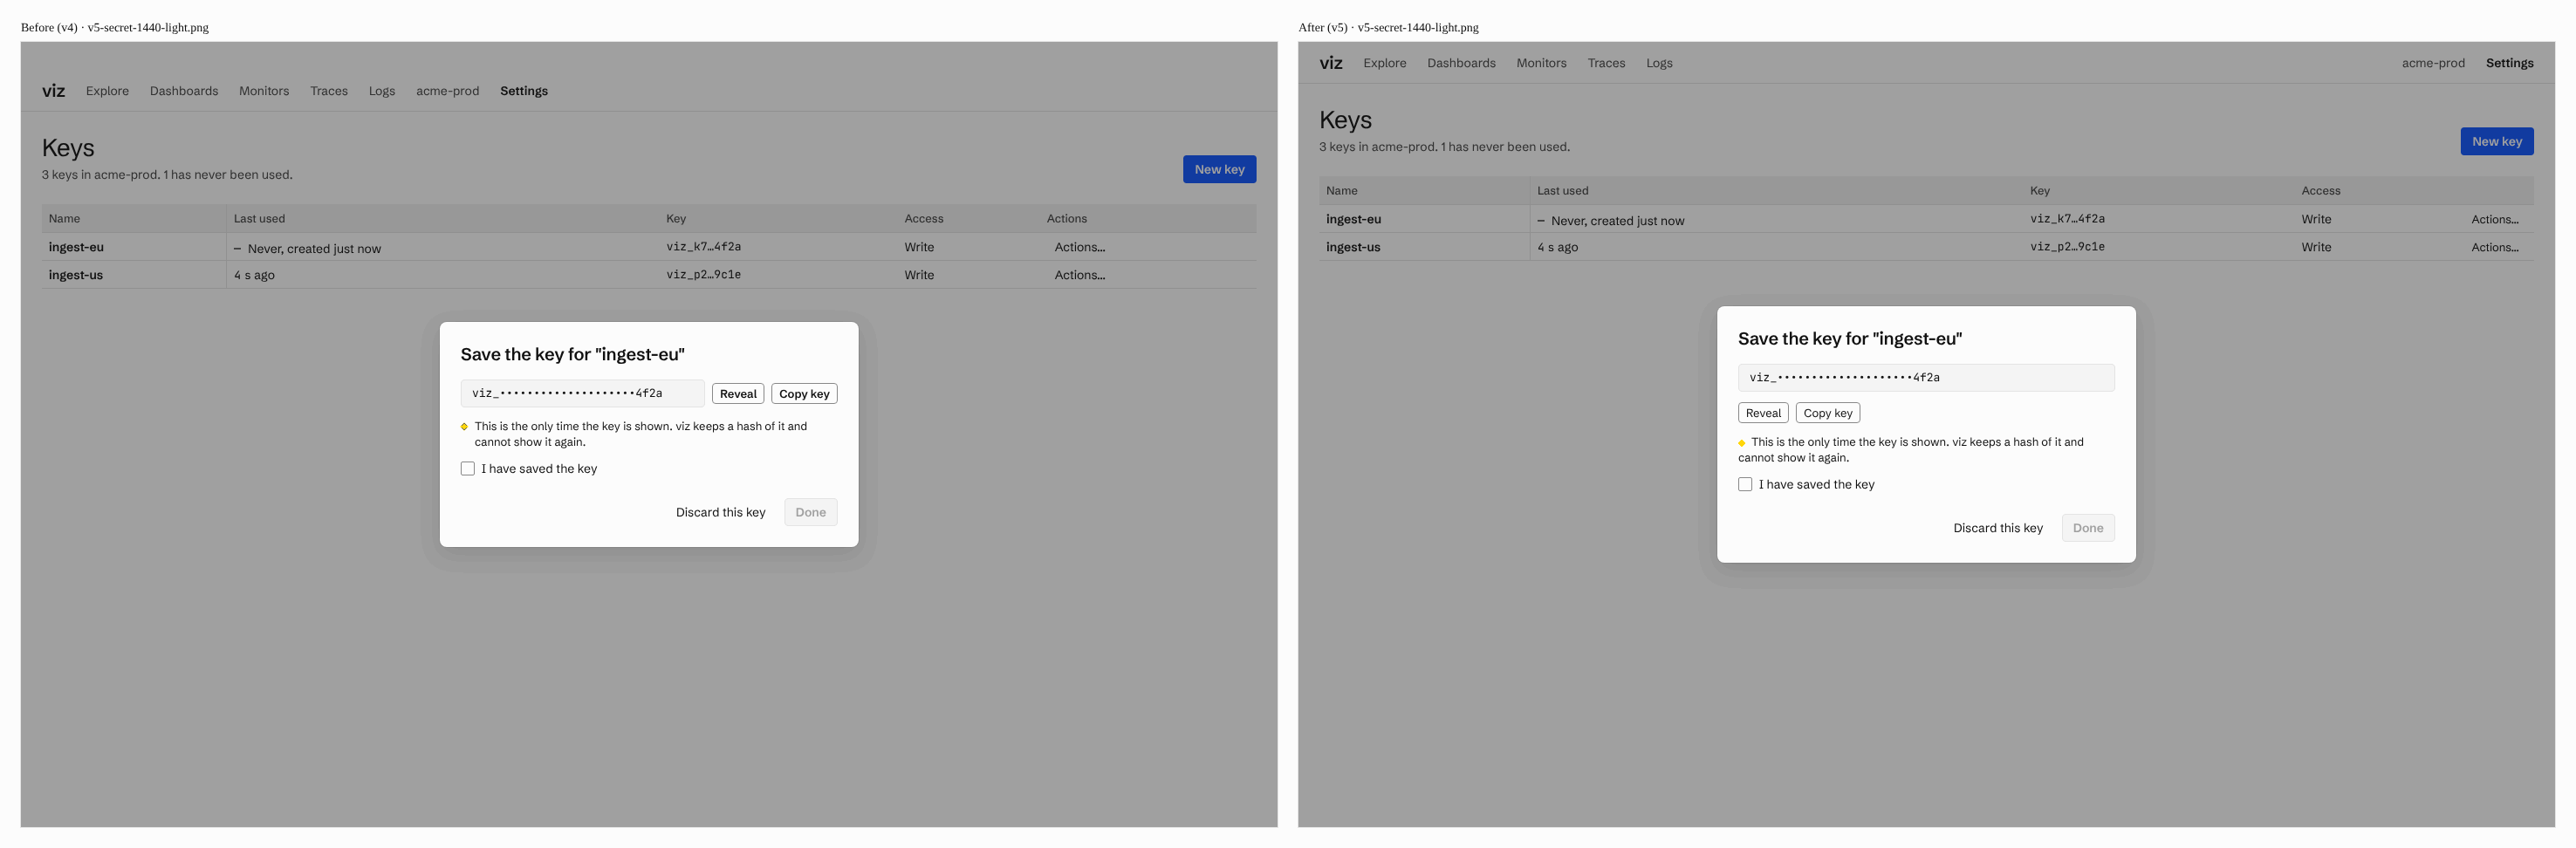 Before (v4) · v5-secret-1440-light.png
viz Explore Dashboards Monitors Traces Logs acme-prod Settings
Keys
3 keys in acme-prod. 1 has never been used.
New key
Name Last used Key Access Actions
ingest-eu – Never, created just now viz_k7…4f2a Write Actions…
ingest-us 4 s ago viz_p2…9c1e Write Actions…
Save the key for "ingest-eu"
viz_••••••••••••••••••••4f2a Reveal Copy key
This is the only time the key is shown. viz keeps a hash of it and
cannot show it again.
I have saved the key
Discard this key Done
After (v5) · v5-secret-1440-light.png
viz Explore Dashboards Monitors Traces Logs acme-prod Settings
Keys
3 keys in acme-prod. 1 has never been used.
New key
Name Last used Key Access
ingest-eu – Never, created just now viz_k7…4f2a Write Actions…
ingest-us 4 s ago viz_p2…9c1e Write Actions…
Save the key for "ingest-eu"
viz_••••••••••••••••••••4f2a
Reveal Copy key
This is the only time the key is shown. viz keeps a hash of it and
cannot show it again.
I have saved the key
Discard this key Done